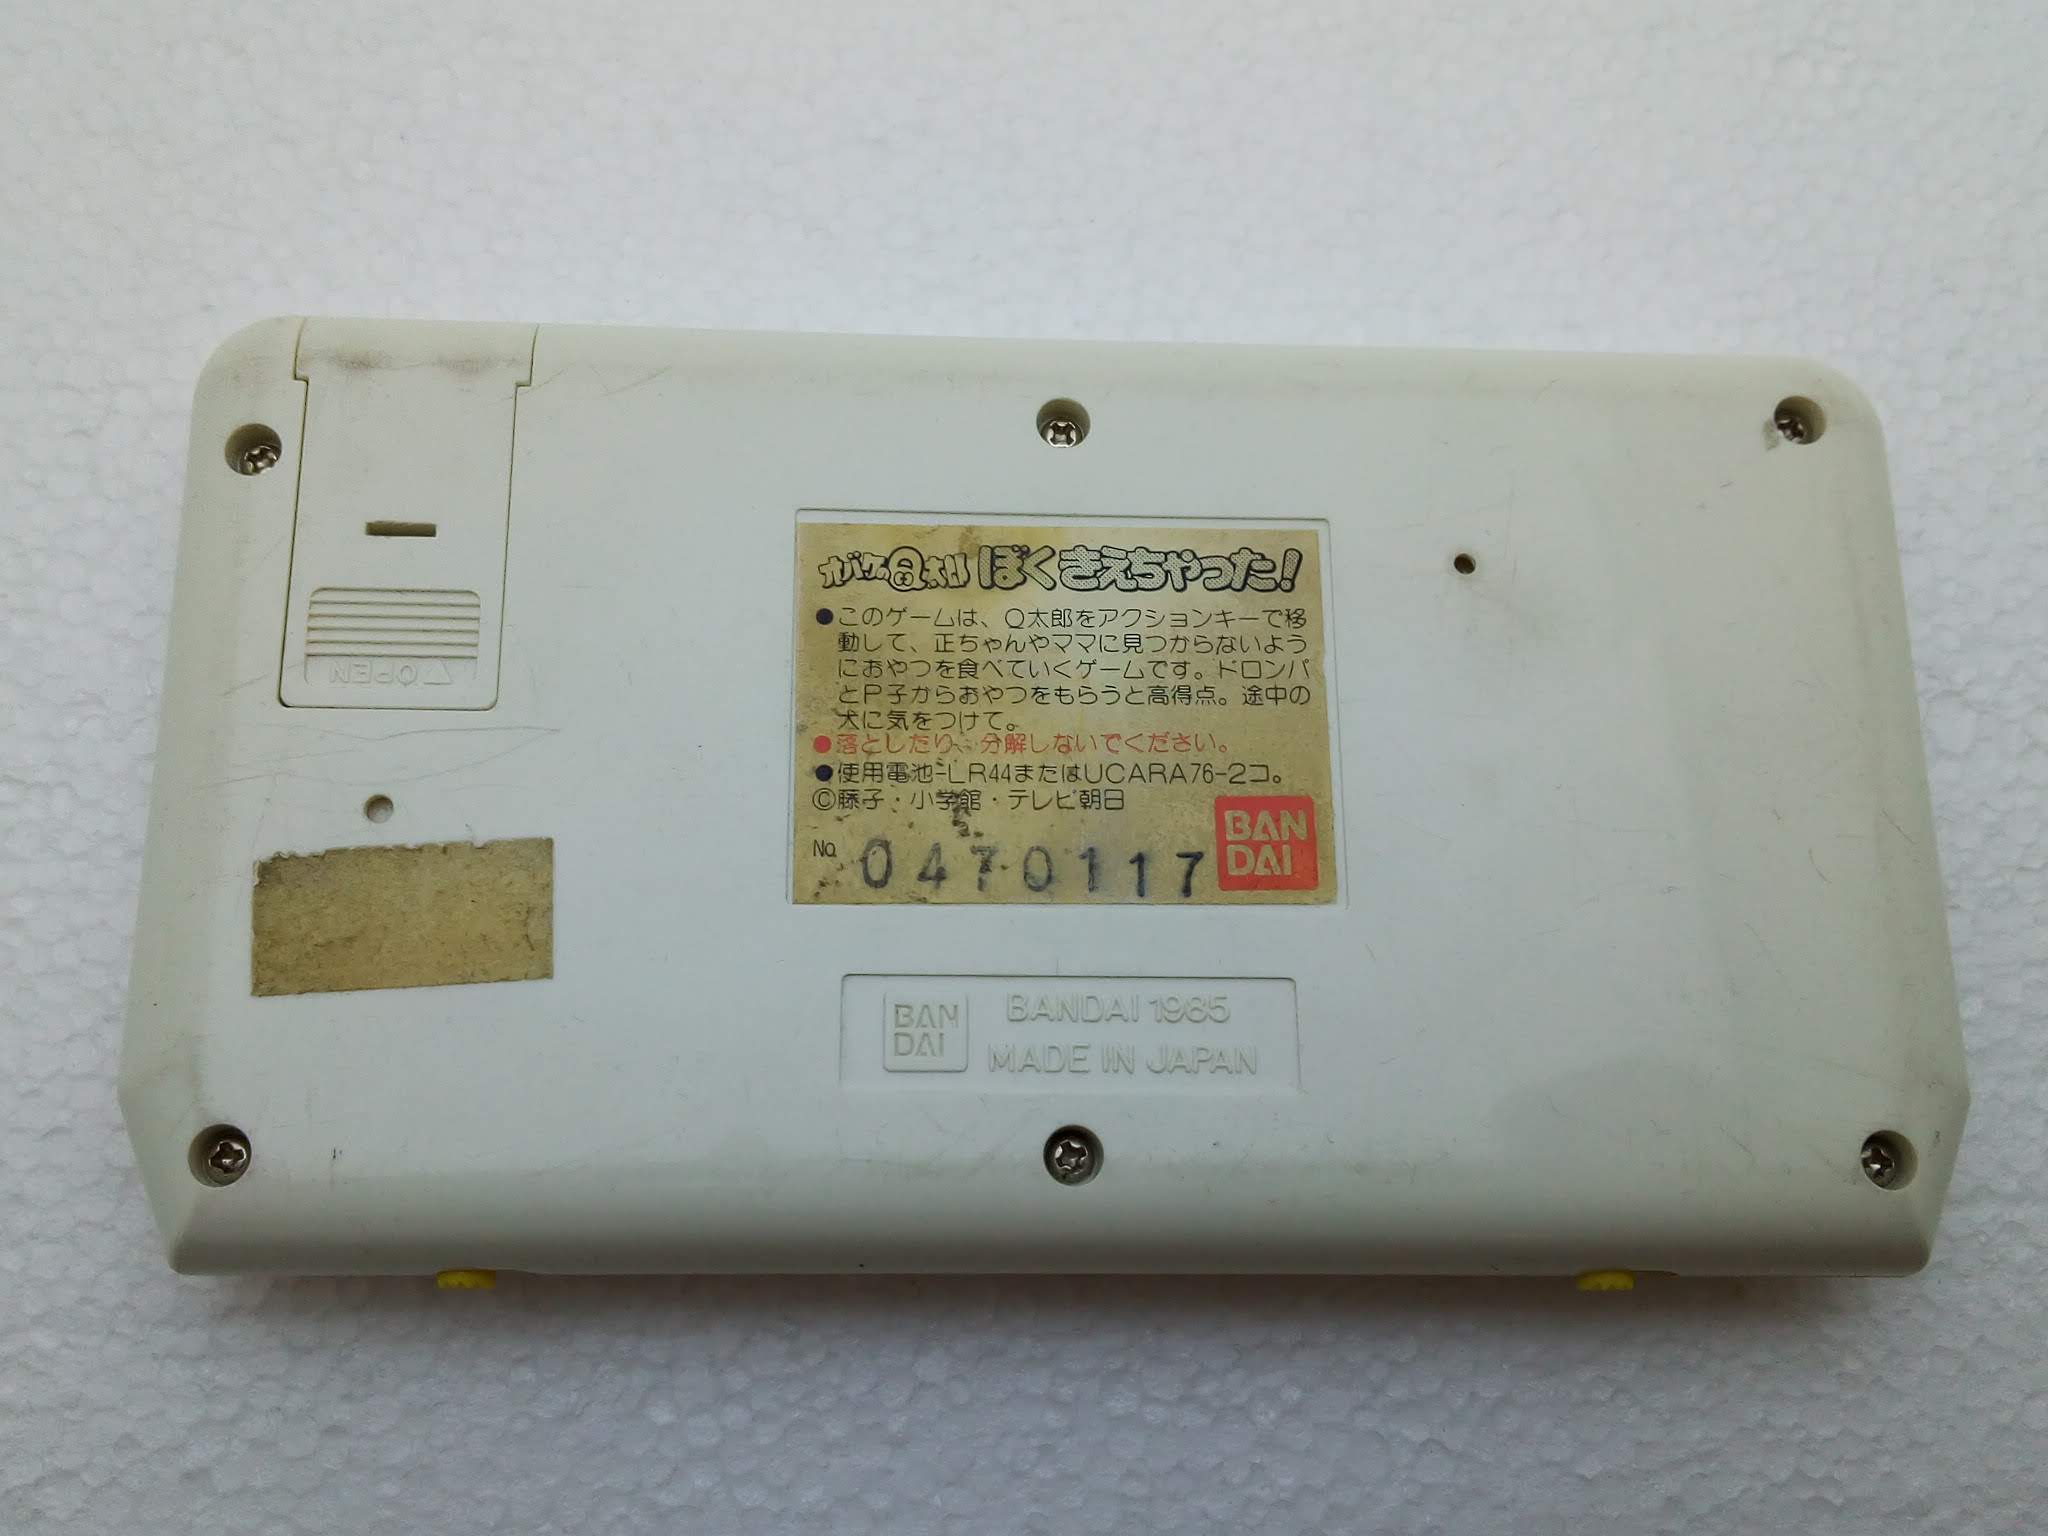 ▽OPEN
オバケのQ太郎 ぼく きえちゃった!
●このゲームは、Q太郎をアクションキーで移
動して、正ちゃんやママに見つからないよう
におやつを食べていくゲームです。ドロンパ
とP子からおやつをもらうと高得点。途中の
犬に気をつけて。
●落としたり、分解しないでください。
●使用電池-LR44またはUCARA76-2コ。
©藤子・小学館・テレビ朝日
No. 0470117
BAN
DAI
BAN
DAI
BANDAI 1985
MADE IN JAPAN